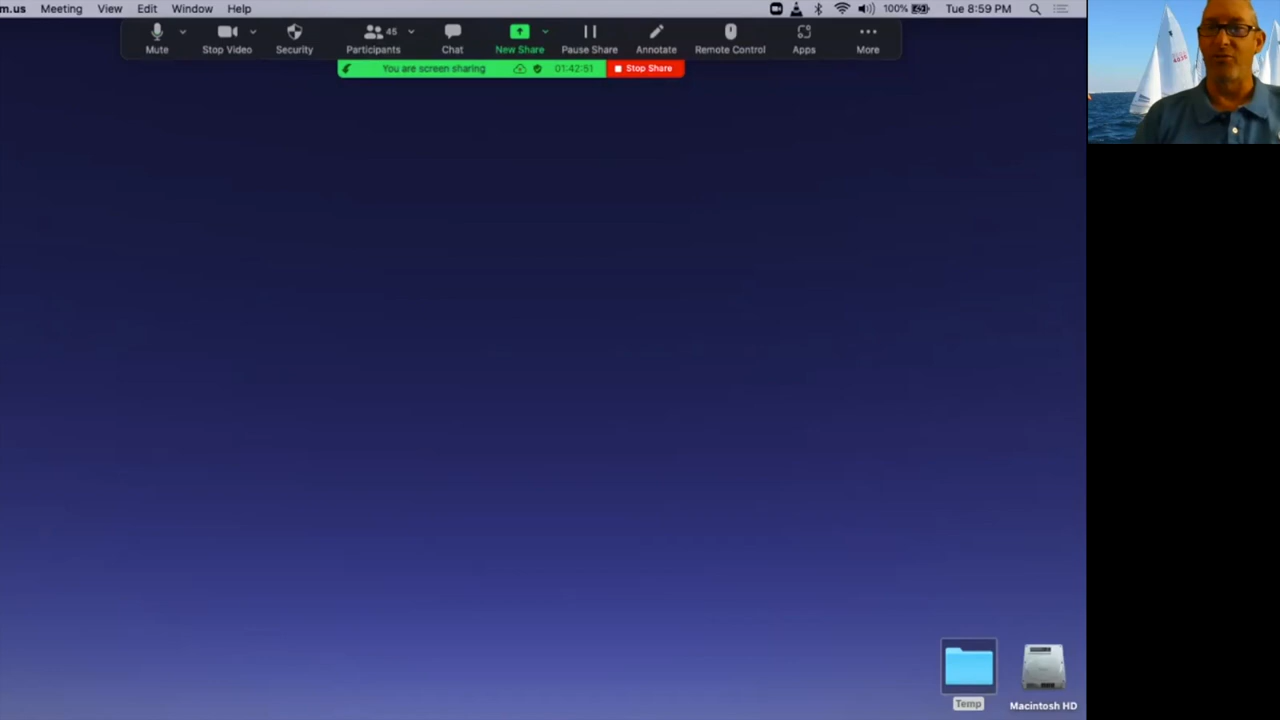 m.us Meeting View Edit Window Help 100% Tue 8:59 PM
Mute Stop Video Security Participants 45 Chat New Share Pause Share Annotate Remote Control Apps More
You are screen sharing 01:42:51 Stop Share
Temp Macintosh HD